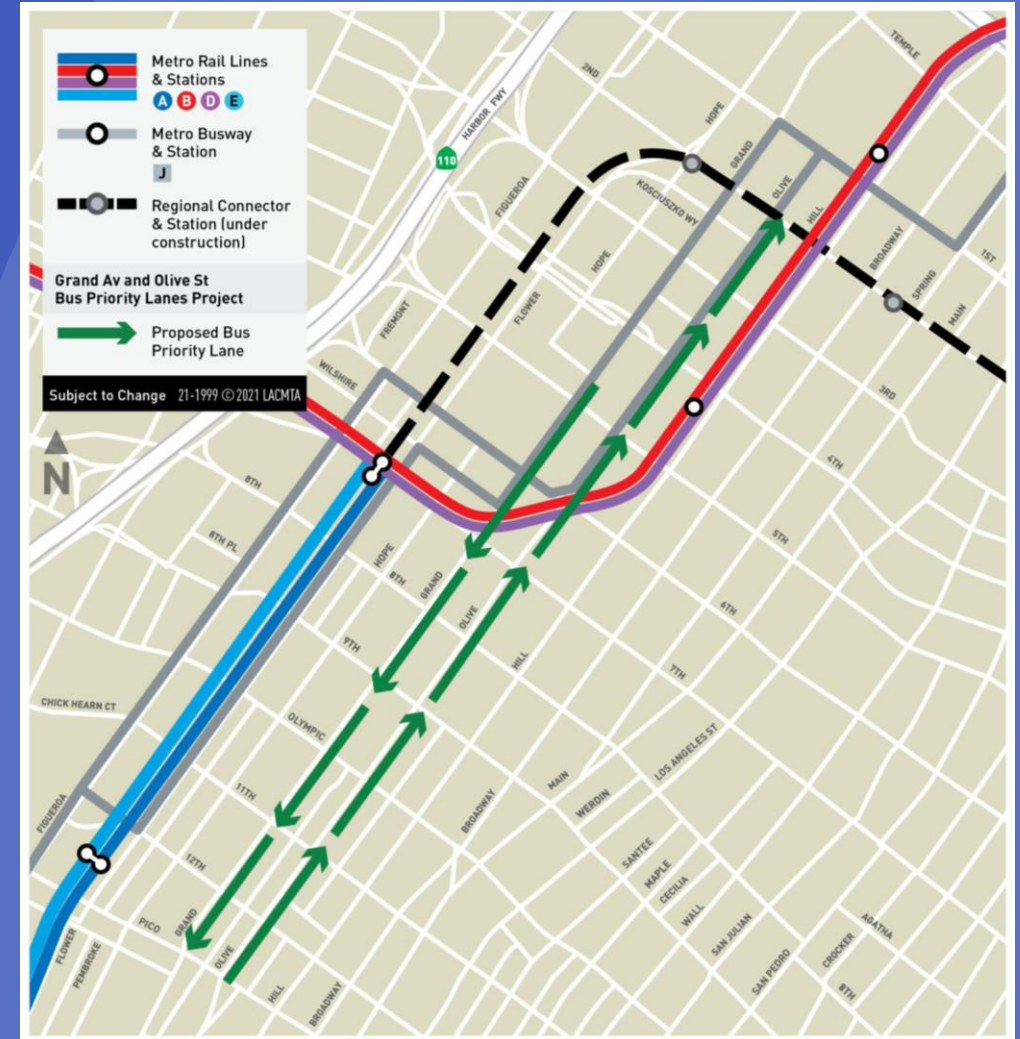 Metro Rail Lines
& Stations
A B D E
Metro Busway
& Station
J
Regional Connector
& Station (under
construction)
Grand Av and Olive St
Bus Priority Lanes Project
Proposed Bus
Priority Lane
Subject to Change 21-1999 © 2021 LACMTA
N
110
HARBOR FWY
2ND
TEMPLE
HOPE
GRAND
OLIVE
HILL
KOSCIUSZKO WY
FIGUEROA
HOPE
FLOWER
FREMONT
WILSHIRE
BROADWAY
SPRING
MAIN
1ST
3RD
4TH
5TH
6TH
7TH
8TH
8TH PL
HOPE
8TH
GRAND
OLIVE
HILL
9TH
OLYMPIC
CHICK HEARN CT
11TH
12TH
FIGUEROA
PICO
GRAND
OLIVE
FLOWER
PEMBROKE
HILL
BROADWAY
BROADWAY
MAIN
WERDIN
LOS ANGELES ST
SANTEE
MAPLE
CECILIA
WALL
SAN JULIAN
SAN PEDRO
CROCKER
AGATHA
8TH